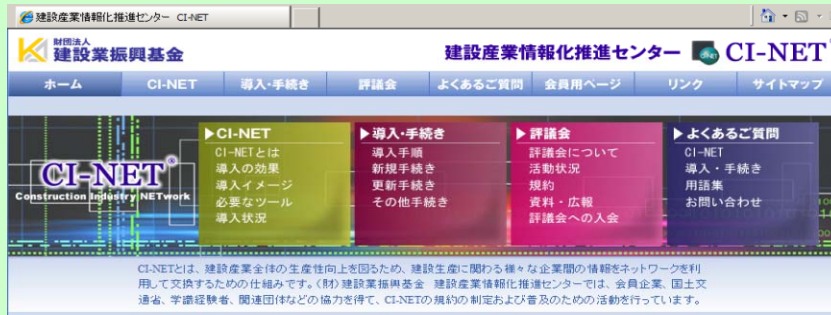 建設産業情報化推進センター CI-NET
財団法人
建設業振興基金
建設産業情報化推進センター CI-NET®
ホーム CI-NET 導入・手続き 評議会 よくあるご質問 会員用ページ リンク サイトマップ
CI-NET®
Construction Industry NETwork
▶CI-NET
CI-NETとは
導入の効果
導入イメージ
必要なツール
導入状況
▶導入・手続き
導入手順
新規手続き
更新手続き
その他手続き
▶評議会
評議会について
活動状況
規約
資料・広報
評議会への入会
▶よくあるご質問
CI-NET
導入・手続き
用語集
お問い合わせ
CI-NETとは、建設産業全体の生産性向上を図るため、建設生産に関わる様々な企業間の情報をネットワークを利
用して交換するための仕組みです。(財)建設業振興基金 建設産業情報化推進センターでは、会員企業、国土交
通省、学識経験者、関連団体などの協力を得て、CI-NETの規約の制定および普及のための活動を行っています。